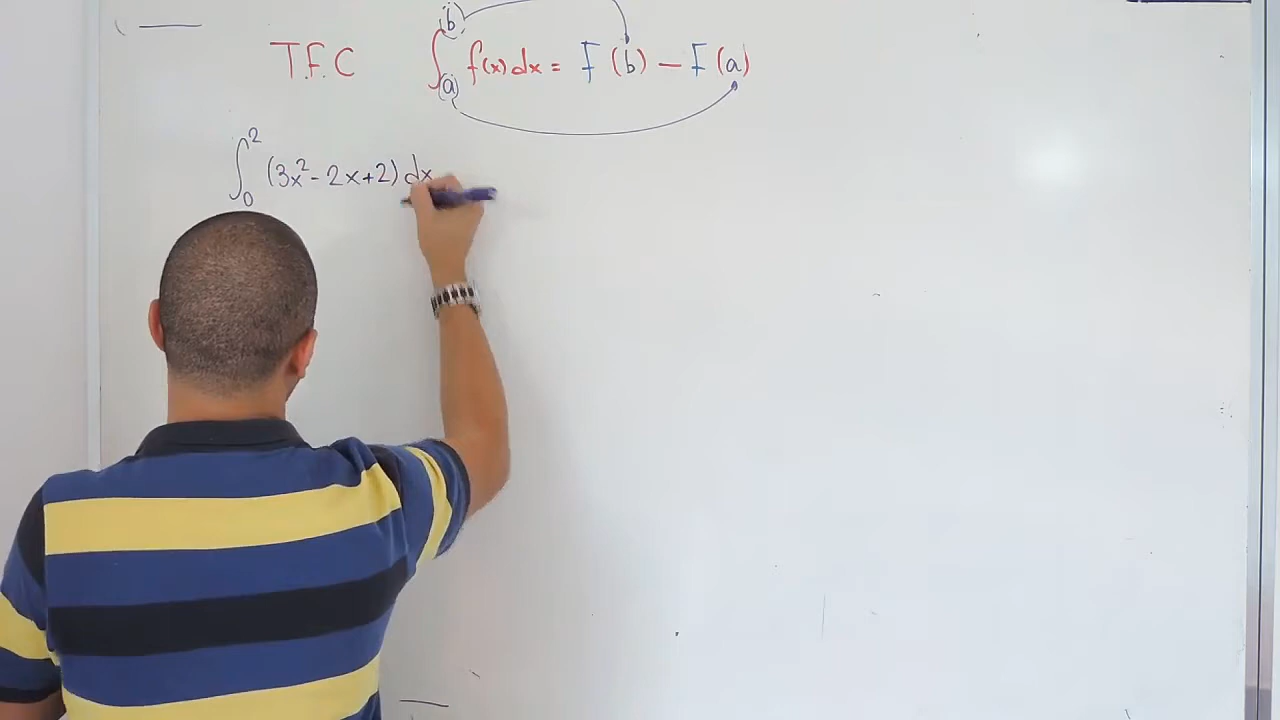 T.F.C ∫_a^b f(x) dx = F(b) − F(a)
∫_0^2 (3x² - 2x + 2) dx